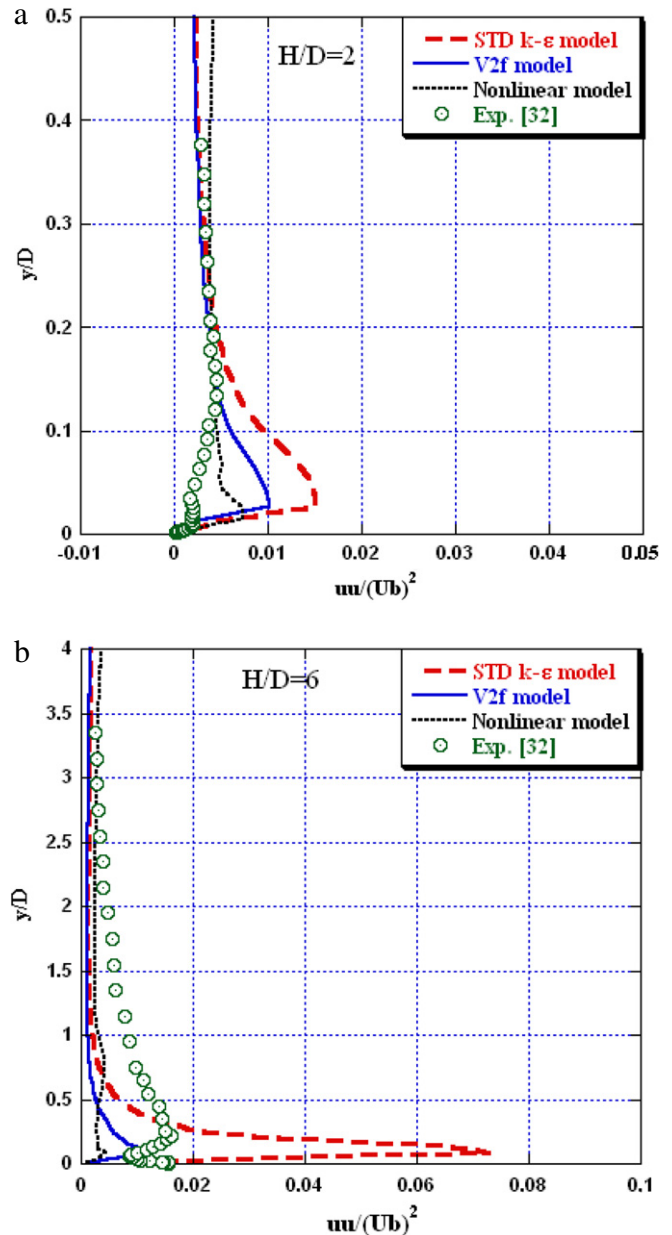 a
0.5
0.4
0.3
0.2
0.1
0
y/D
H/D=2
STD k-ε model
V2f model
Nonlinear model
Exp. [32]
-0.01 0 0.01 0.02 0.03 0.04 0.05
uu/(Ub)²
b
4
3.5
3
2.5
2
1.5
1
0.5
0
y/D
H/D=6
STD k-ε model
V2f model
Nonlinear model
Exp. [32]
0 0.02 0.04 0.06 0.08 0.1
uu/(Ub)²